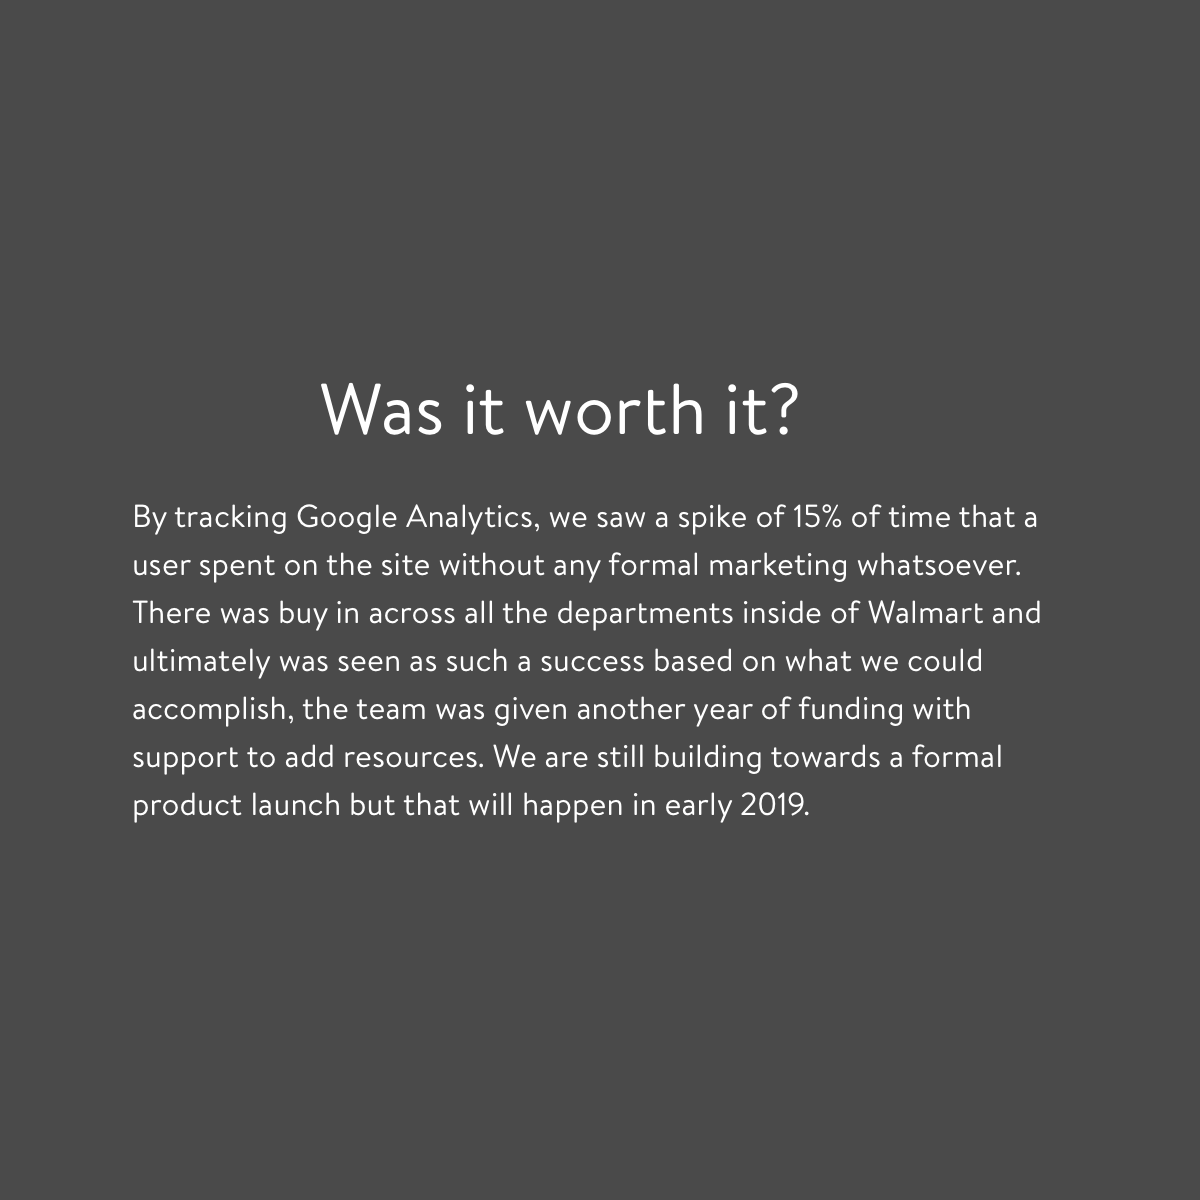 Was it worth it?
By tracking Google Analytics, we saw a spike of 15% of time that a
user spent on the site without any formal marketing whatsoever.
There was buy in across all the departments inside of Walmart and
ultimately was seen as such a success based on what we could
accomplish, the team was given another year of funding with
support to add resources. We are still building towards a formal
product launch but that will happen in early 2019.